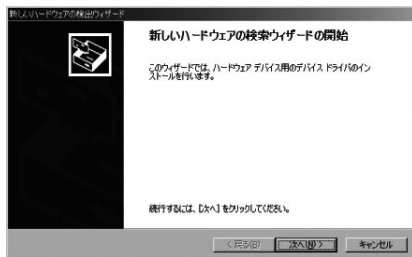 新しいハードウェアの検出ウィザード
新しいハードウェアの検索ウィザードの開始
このウィザードでは、ハードウェア デバイス用のデバイス ドライバのイン
ストールを行います。
続行するには、[次へ] をクリックしてください。
< 戻る(B)
次へ(N) >
キャンセル